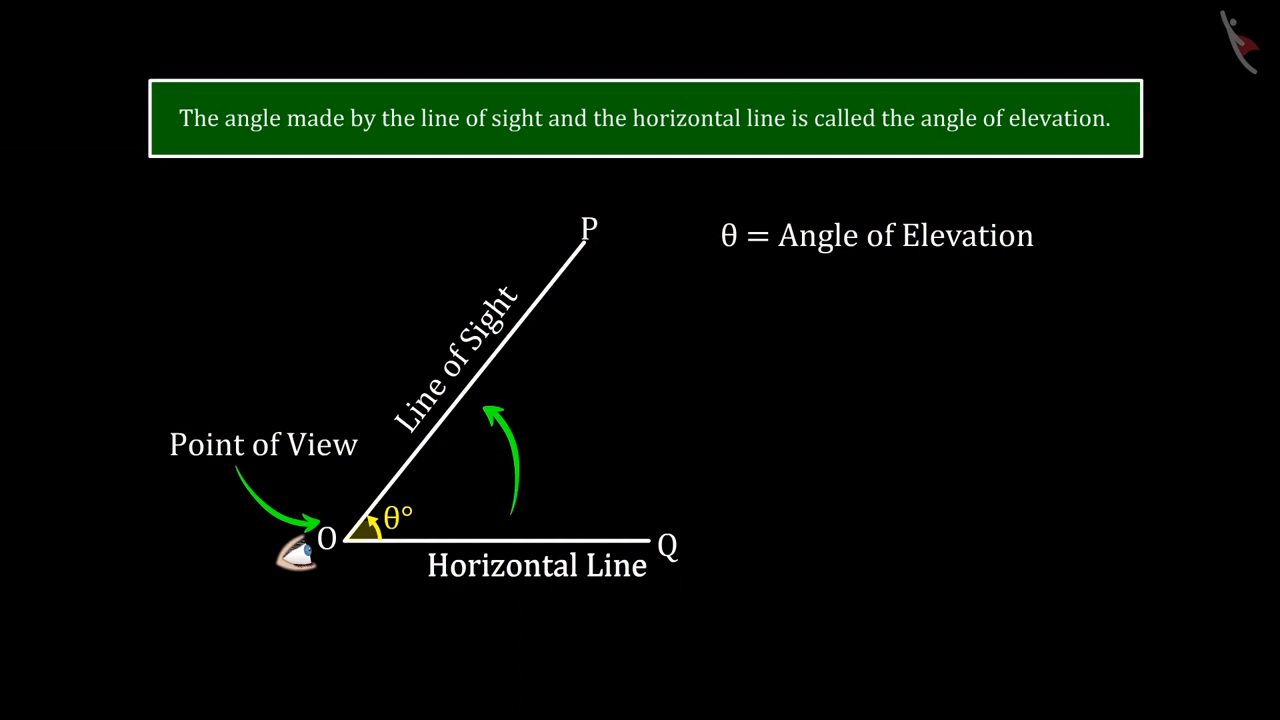 The angle made by the line of sight and the horizontal line is called the angle of elevation.
P
θ = Angle of Elevation
Line of Sight
Point of View
θ°
O
Q
Horizontal Line